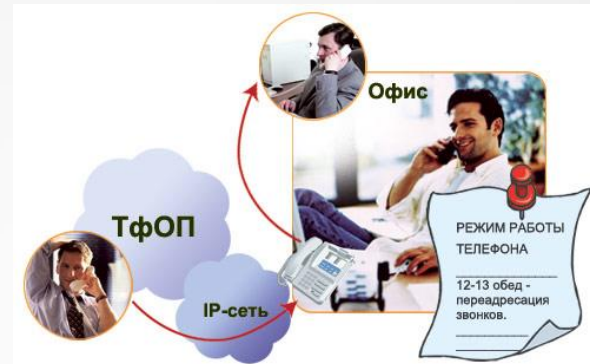 Офис
ТфОП
IP-сеть
РЕЖИМ РАБОТЫ
ТЕЛЕФОНА
12-13 обед -
переадресация
звонков.